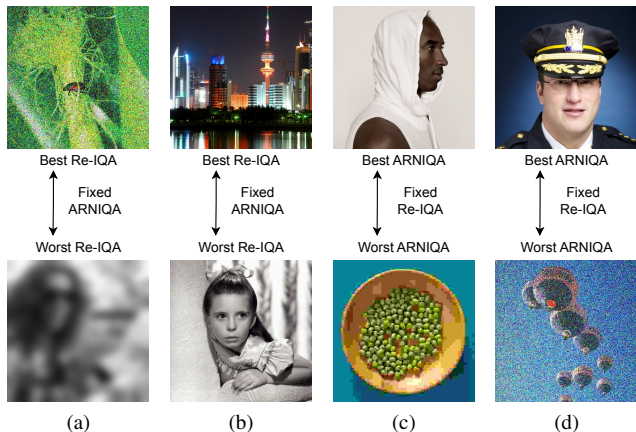 Best Re-IQA
Best Re-IQA
Best ARNIQA
Best ARNIQA
Fixed
ARNIQA
Fixed
ARNIQA
Fixed
Re-IQA
Fixed
Re-IQA
Worst Re-IQA
Worst Re-IQA
Worst ARNIQA
Worst ARNIQA
(a)
(b)
(c)
(d)